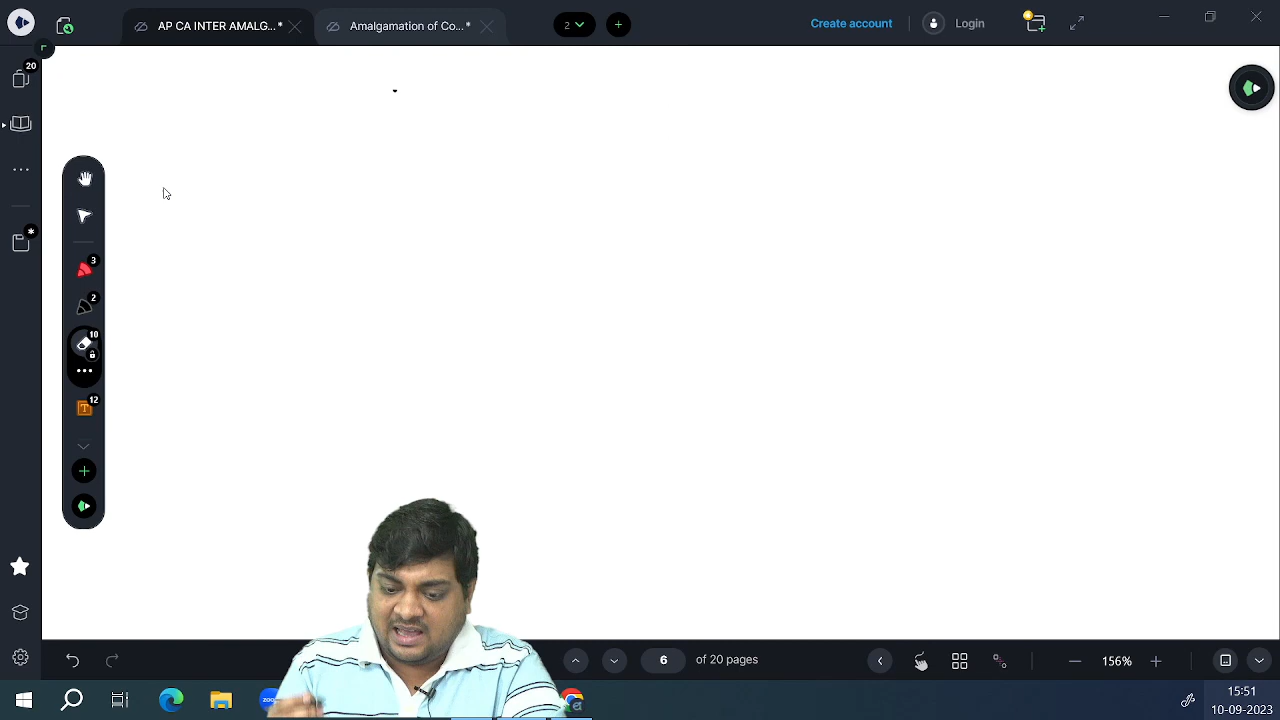 AP CA INTER AMALG... *
Amalgamation of Co... *
2
Create account
Login
20
*
3
2
10
12
T
6
of 20 pages
156%
zoom
15:51
10-09-2023